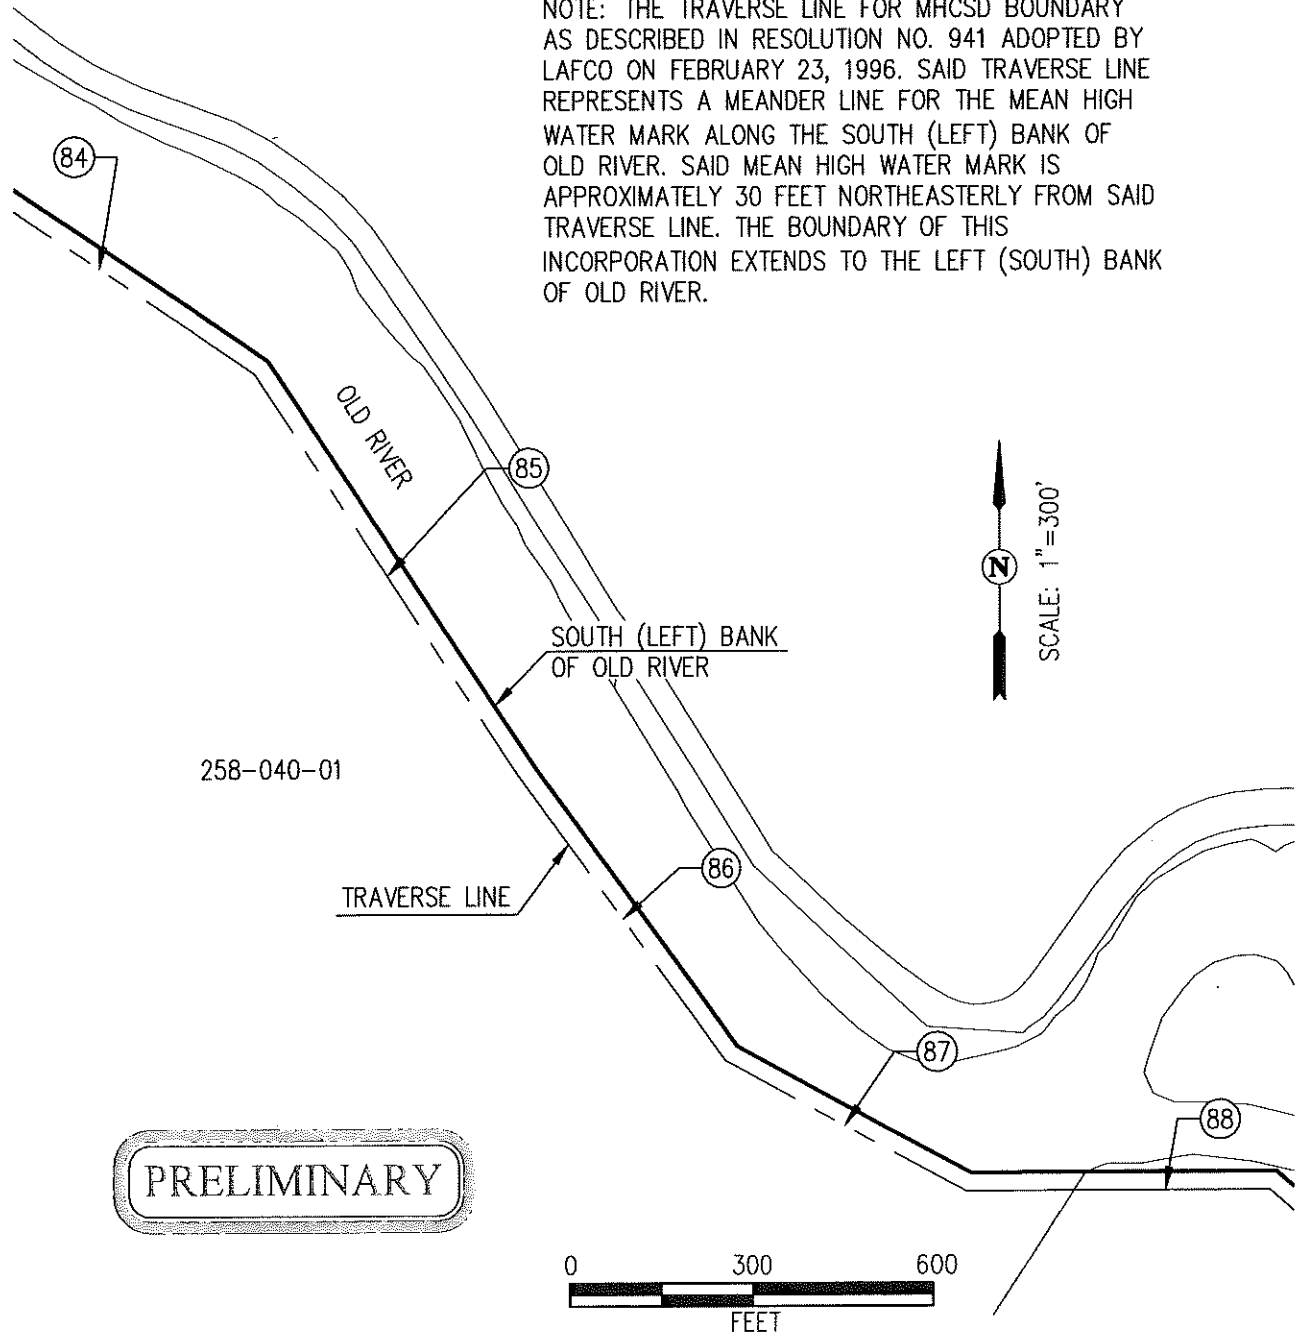 NOTE: THE TRAVERSE LINE FOR MHCSD BOUNDARY
AS DESCRIBED IN RESOLUTION NO. 941 ADOPTED BY
LAFCO ON FEBRUARY 23, 1996. SAID TRAVERSE LINE
REPRESENTS A MEANDER LINE FOR THE MEAN HIGH
WATER MARK ALONG THE SOUTH (LEFT) BANK OF
OLD RIVER. SAID MEAN HIGH WATER MARK IS
APPROXIMATELY 30 FEET NORTHEASTERLY FROM SAID
TRAVERSE LINE. THE BOUNDARY OF THIS
INCORPORATION EXTENDS TO THE LEFT (SOUTH) BANK
OF OLD RIVER.
84
OLD RIVER
85
N
SCALE: 1"=300'
SOUTH (LEFT) BANK
OF OLD RIVER
258-040-01
86
TRAVERSE LINE
87
88
PRELIMINARY
0 300 600
FEET